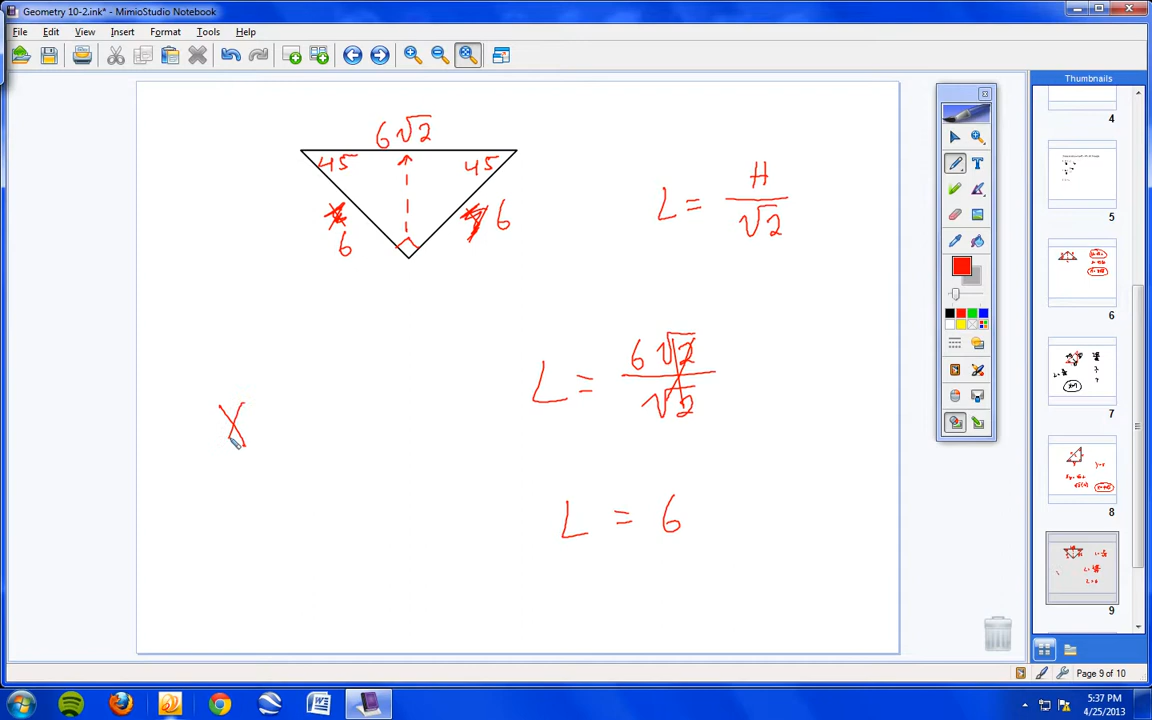 Geometry 10-2.ink* - MimioStudio Notebook
File Edit View Insert Format Tools Help
Thumbnails
6√2
45 45
6 6
L = H/√2
L = 6√2/√2
X
L = 6
4
5
6
7
8
9
Page 9 of 10
5:37 PM
4/25/2013